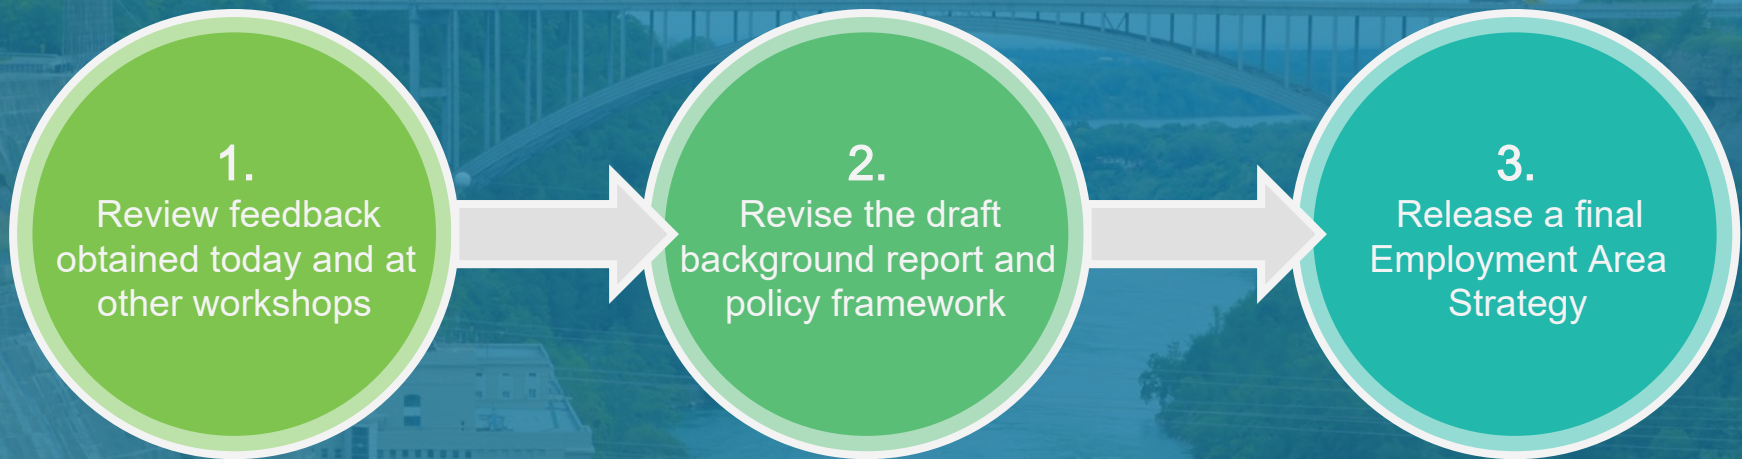 1.
Review feedback
obtained today and at
other workshops
2.
Revise the draft
background report and
policy framework
3.
Release a final
Employment Area
Strategy